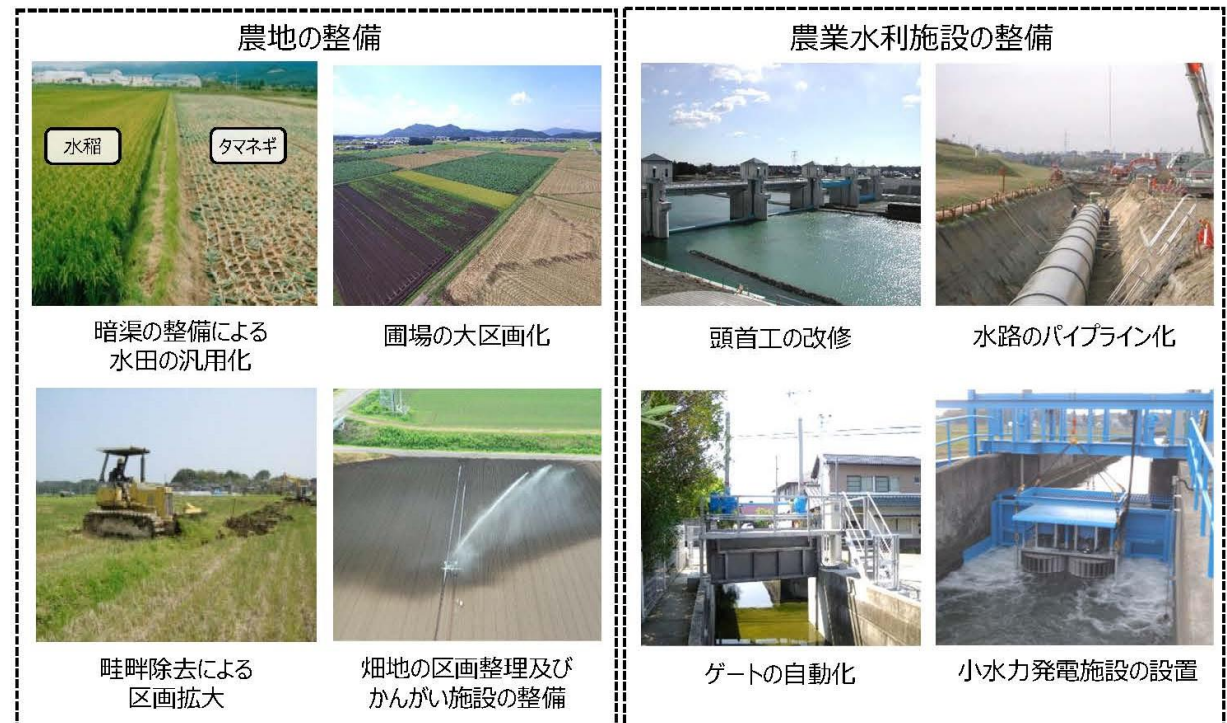 農地の整備
水稲
タマネギ
暗渠の整備による
水田の汎用化
圃場の大区画化
畦畔除去による
区画拡大
畑地の区画整理及び
かんがい施設の整備
農業水利施設の整備
頭首工の改修
水路のパイプライン化
ゲートの自動化
小水力発電施設の設置